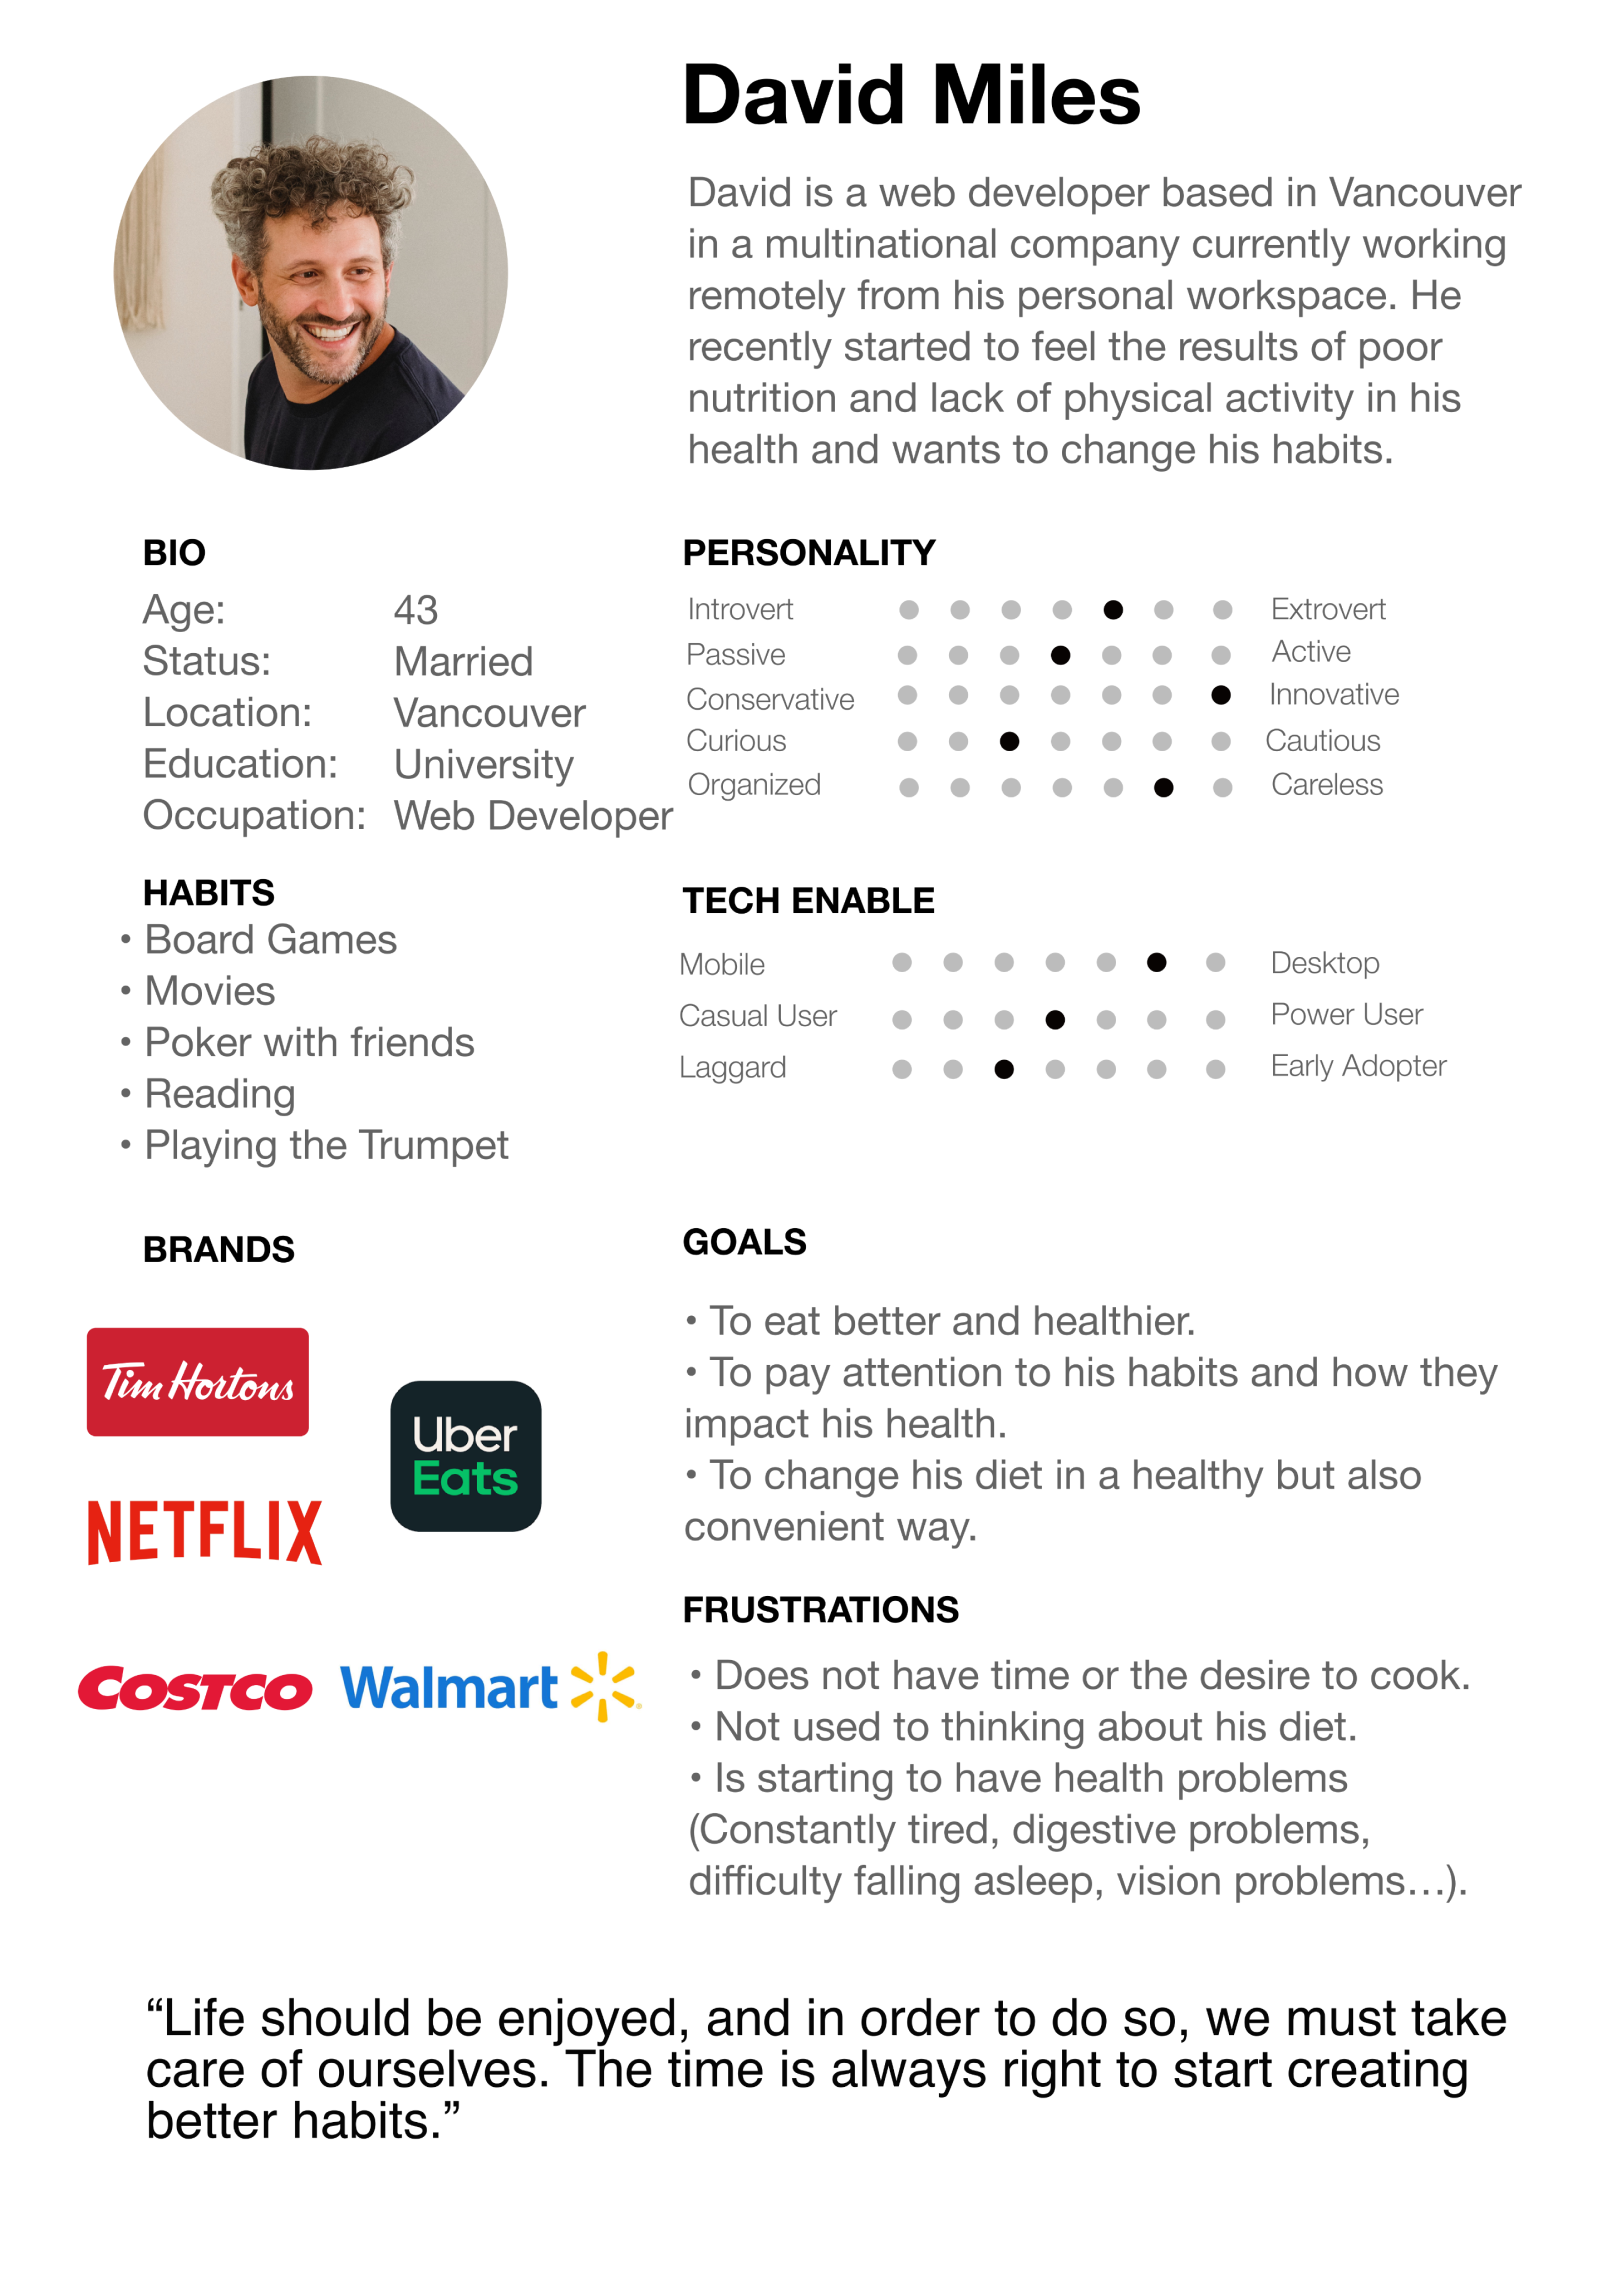 David Miles
David is a web developer based in Vancouver
in a multinational company currently working
remotely from his personal workspace. He
recently started to feel the results of poor
nutrition and lack of physical activity in his
health and wants to change his habits.
BIO
Age: 43
Status: Married
Location: Vancouver
Education: University
Occupation: Web Developer
PERSONALITY
Introvert Extrovert
Passive Active
Conservative Innovative
Curious Cautious
Organized Careless
HABITS
• Board Games
• Movies
• Poker with friends
• Reading
• Playing the Trumpet
TECH ENABLE
Mobile Desktop
Casual User Power User
Laggard Early Adopter
BRANDS
Tim Hortons
Uber
Eats
NETFLIX
COSTCO
Walmart
GOALS
• To eat better and healthier.
• To pay attention to his habits and how they
impact his health.
• To change his diet in a healthy but also
convenient way.
FRUSTRATIONS
• Does not have time or the desire to cook.
• Not used to thinking about his diet.
• Is starting to have health problems
(Constantly tired, digestive problems,
difficulty falling asleep, vision problems…).
“Life should be enjoyed, and in order to do so, we must take
care of ourselves. The time is always right to start creating
better habits.”